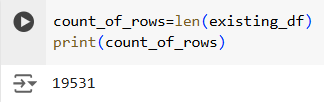 count_of_rows=len(existing_df)
print(count_of_rows)
19531